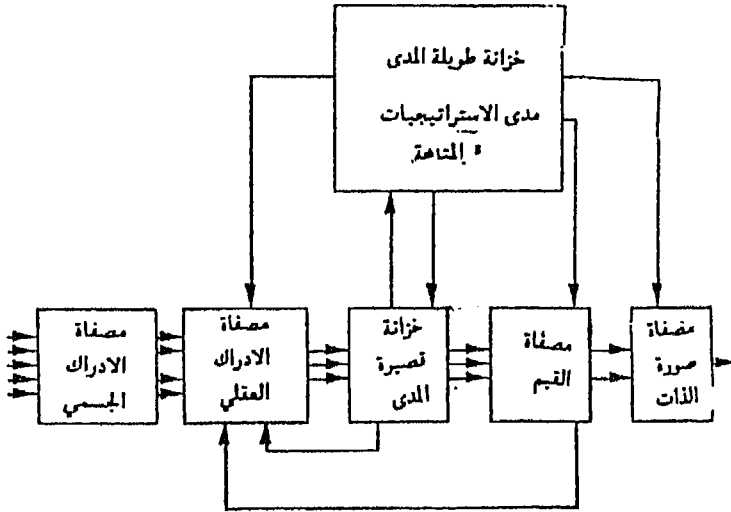 خزانة طويلة المدى
مدى الاستراتيجيات
المتاحة
مصفاة
الادراك
الجسمي
مصفاة
الادراك
العقلي
خزانة
قصيرة
المدى
مصفاة
القيم
مصفاة
صورة
الذات